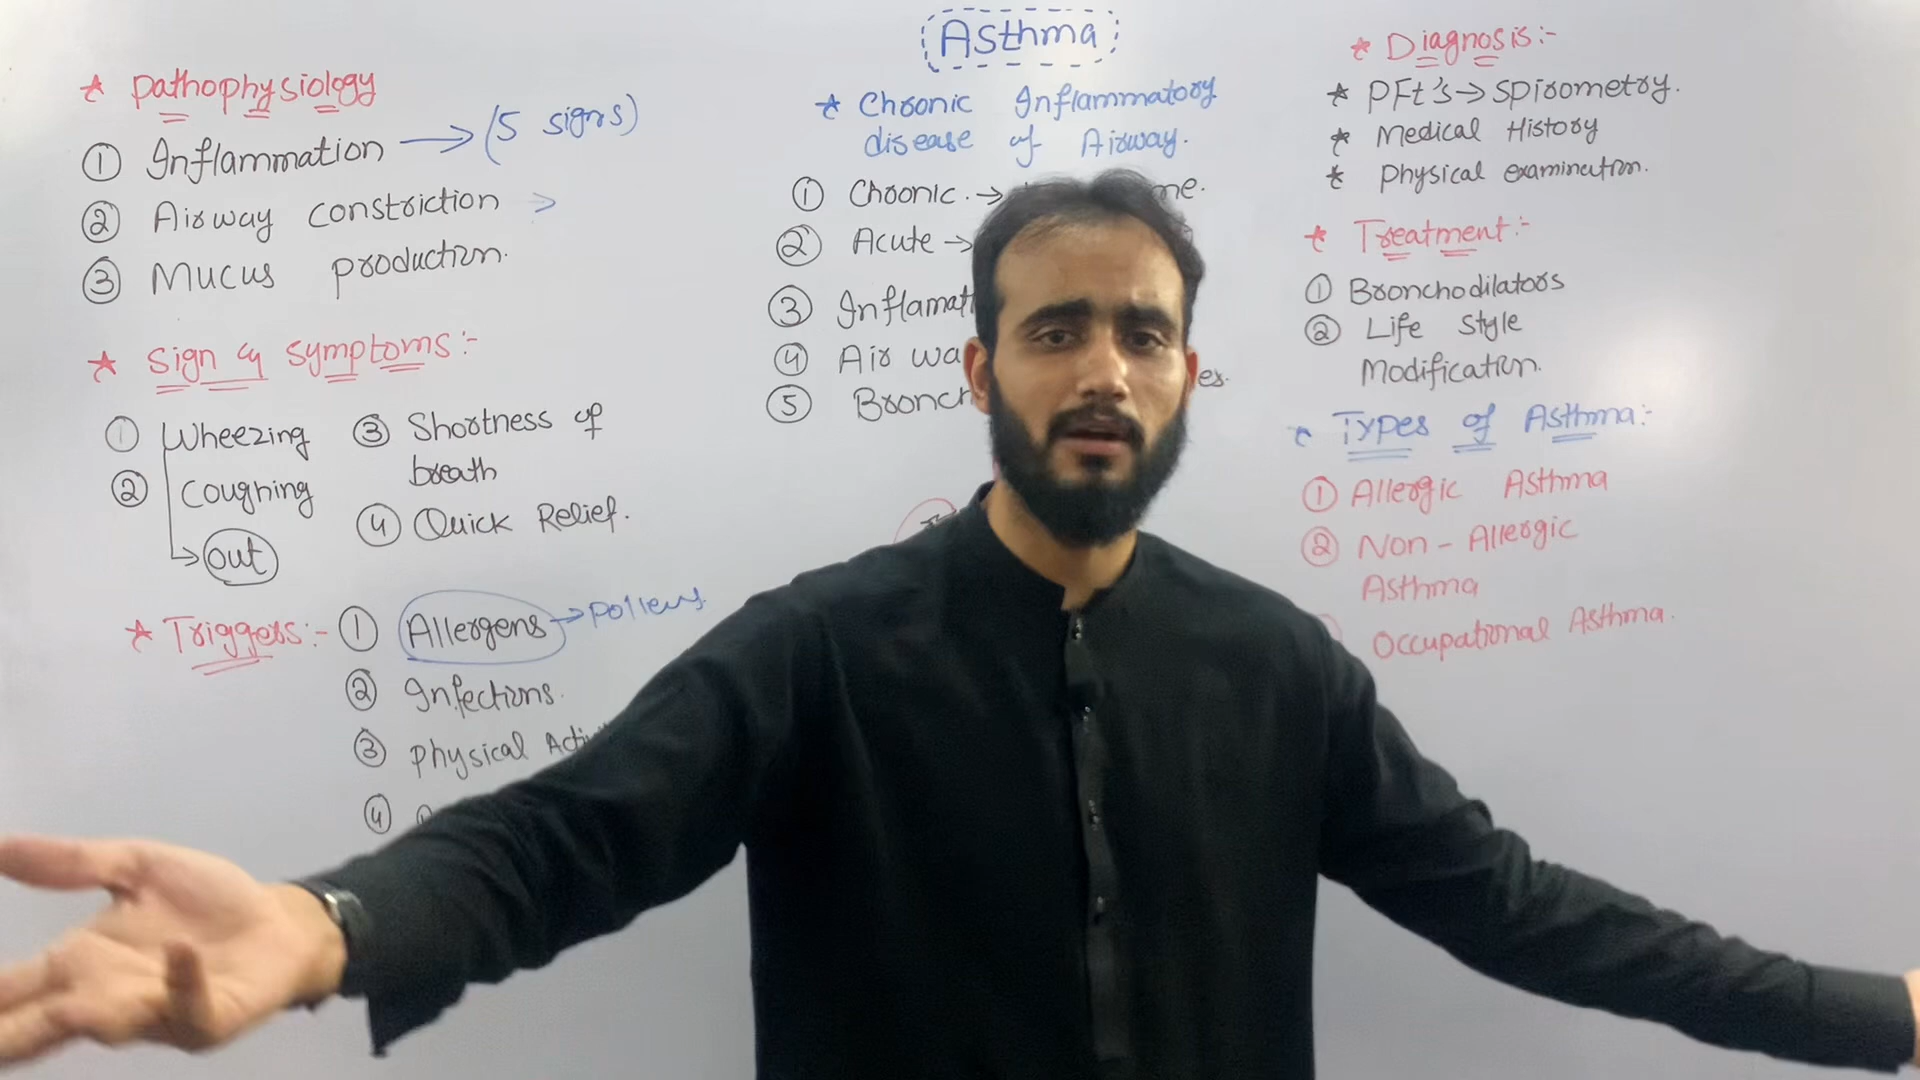 Asthma
* Pathophysiology
① Inflammation → (5 signs)
② Airway constriction >
③ Mucus production.
* Sign & symptoms:-
① Wheezing
② Coughing
out
③ Shortness of
breath
④ Quick Relief.
* Triggers:- ① Allergens → Pollens
② Infections.
③ Physical
④
* Chronic Inflammatory
disease of Airway.
① Chronic. →
② Acute →
③
④ Air
⑤
* Diagnosis:-
* PFt's → Spirometry.
* Medical History
* Physical examination.
* Treatment:-
① Bronchodilators
② Life Style
Modification.
Types of Asthma:-
① Allergic Asthma
② Non-Allergic
Asthma
Occupational Asthma.